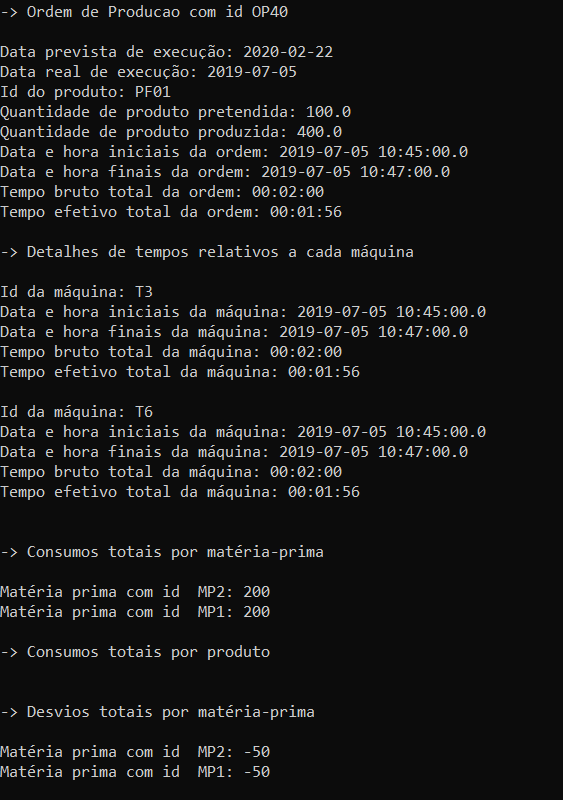 -> Ordem de Producao com id OP40
Data prevista de execução: 2020-02-22
Data real de execução: 2019-07-05
Id do produto: PF01
Quantidade de produto pretendida: 100.0
Quantidade de produto produzida: 400.0
Data e hora iniciais da ordem: 2019-07-05 10:45:00.0
Data e hora finais da ordem: 2019-07-05 10:47:00.0
Tempo bruto total da ordem: 00:02:00
Tempo efetivo total da ordem: 00:01:56
-> Detalhes de tempos relativos a cada máquina
Id da máquina: T3
Data e hora iniciais da máquina: 2019-07-05 10:45:00.0
Data e hora finais da máquina: 2019-07-05 10:47:00.0
Tempo bruto total da máquina: 00:02:00
Tempo efetivo total da máquina: 00:01:56
Id da máquina: T6
Data e hora iniciais da máquina: 2019-07-05 10:45:00.0
Data e hora finais da máquina: 2019-07-05 10:47:00.0
Tempo bruto total da máquina: 00:02:00
Tempo efetivo total da máquina: 00:01:56
-> Consumos totais por matéria-prima
Matéria prima com id  MP2: 200
Matéria prima com id  MP1: 200
-> Consumos totais por produto
-> Desvios totais por matéria-prima
Matéria prima com id  MP2: -50
Matéria prima com id  MP1: -50